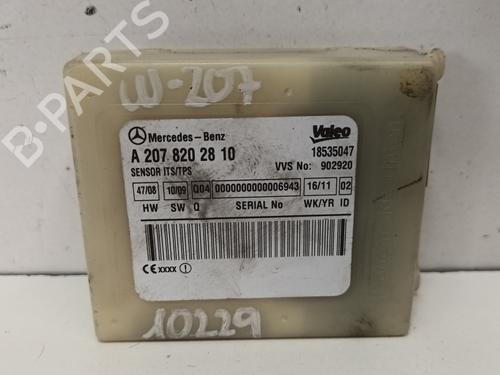 B-PARTS
W-207
Mercedes-Benz
Valeo
A 207 820 28 10
18535047
SENSOR ITS/TPS
VVS No: 902920
47/08 10/09 Q04 0000000000006943 16/11 02
HW SW Q SERIAL No WK/YR ID
CE xxxx !
10229